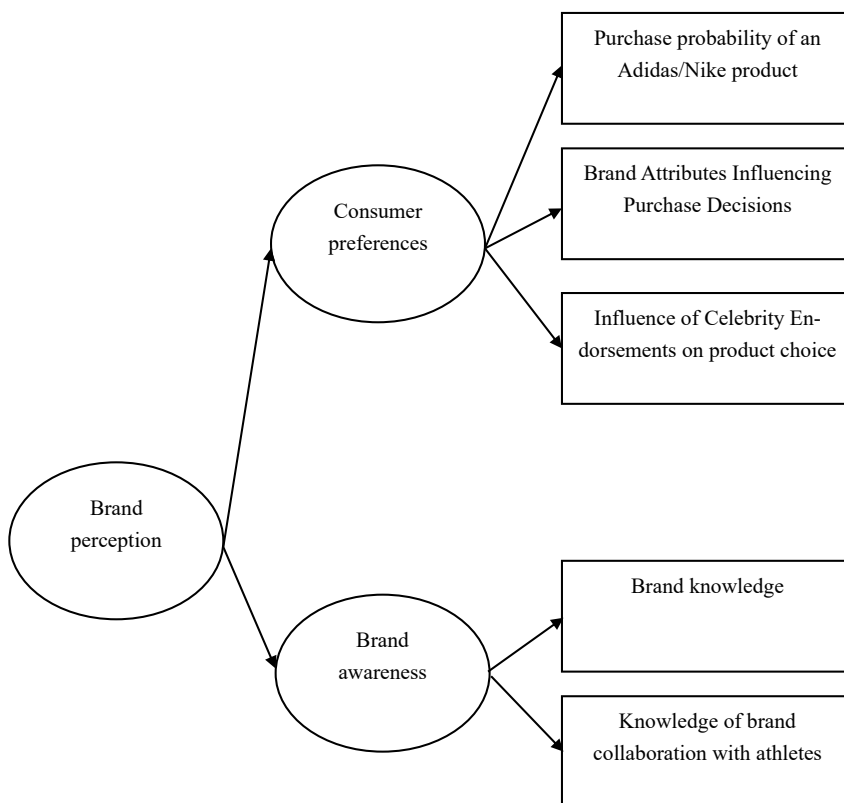 Purchase probability of an
Adidas/Nike product
Brand Attributes Influencing
Purchase Decisions
Consumer
preferences
Influence of Celebrity En-
dorsements on product choice
Brand
perception
Brand knowledge
Brand
awareness
Knowledge of brand
collaboration with athletes